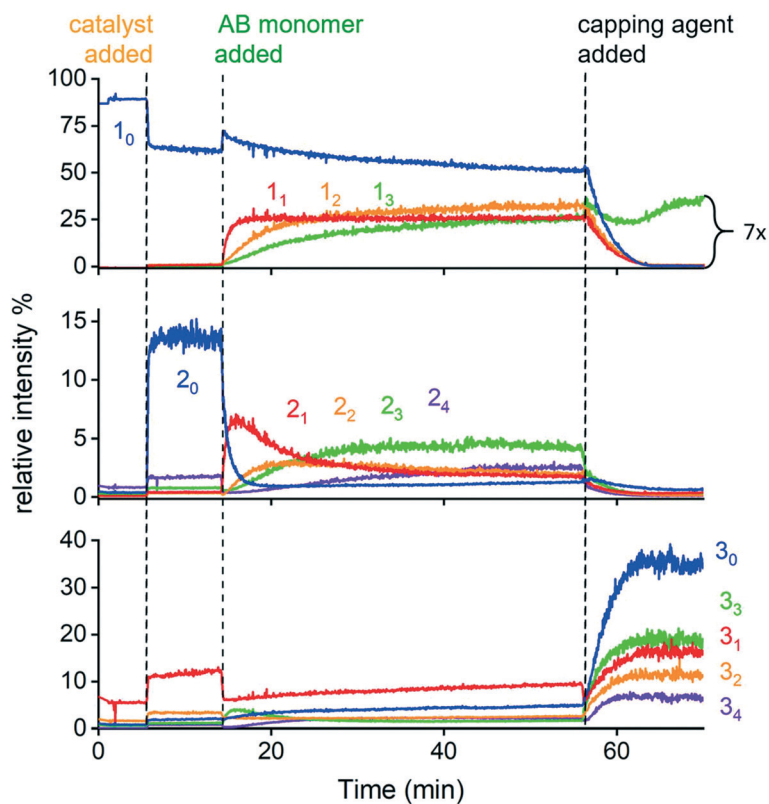 catalyst added
AB monomer added
capping agent added
100
75
50
25
0
1₀
1₁ 1₂ 1₃
7x
relative intensity %
15
10
5
0
2₀
2₁ 2₂ 2₃ 2₄
40
30
20
10
0
3₀
3₃
3₁
3₂
3₄
0 20 40 60
Time (min)